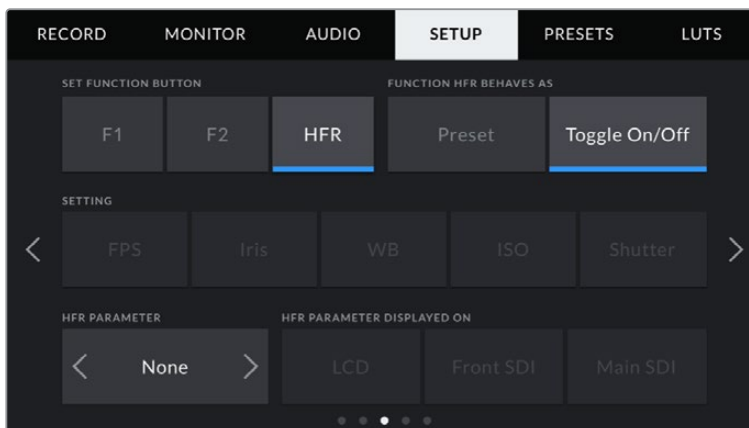 RECORD MONITOR AUDIO SETUP PRESETS LUTS
SET FUNCTION BUTTON FUNCTION HFR BEHAVES AS
F1 F2 HFR Preset Toggle On/Off
SETTING
FPS Iris WB ISO Shutter
HFR PARAMETER HFR PARAMETER DISPLAYED ON
None LCD Front SDI Main SDI